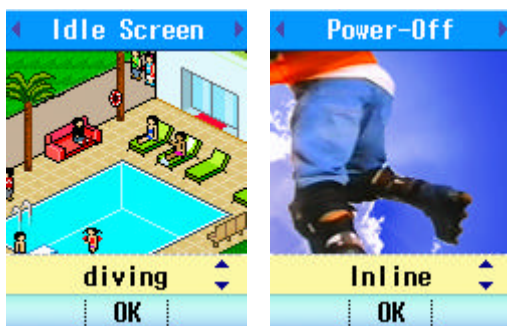 Idle Screen
diving
OK
Power-Off
Inline
OK